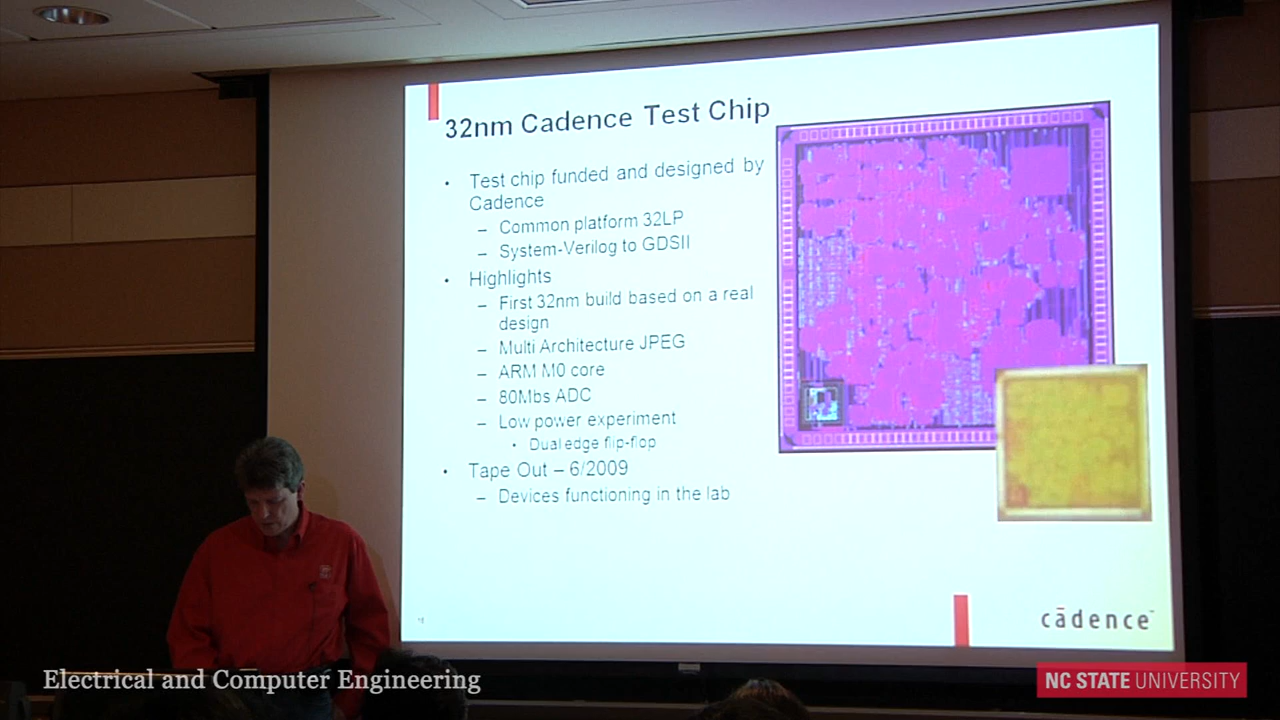 32nm Cadence Test Chip
• Test chip funded and designed by
Cadence
– Common platform 32LP
– System-Verilog to GDSII
• Highlights
– First 32nm build based on a real
design
– Multi Architecture JPEG
– ARM M0 core
– 80Mbs ADC
– Low power experiment
• Dual edge flip-flop
• Tape Out – 6/2009
– Devices functioning in the lab
cādence™
Electrical and Computer Engineering
NC STATE UNIVERSITY